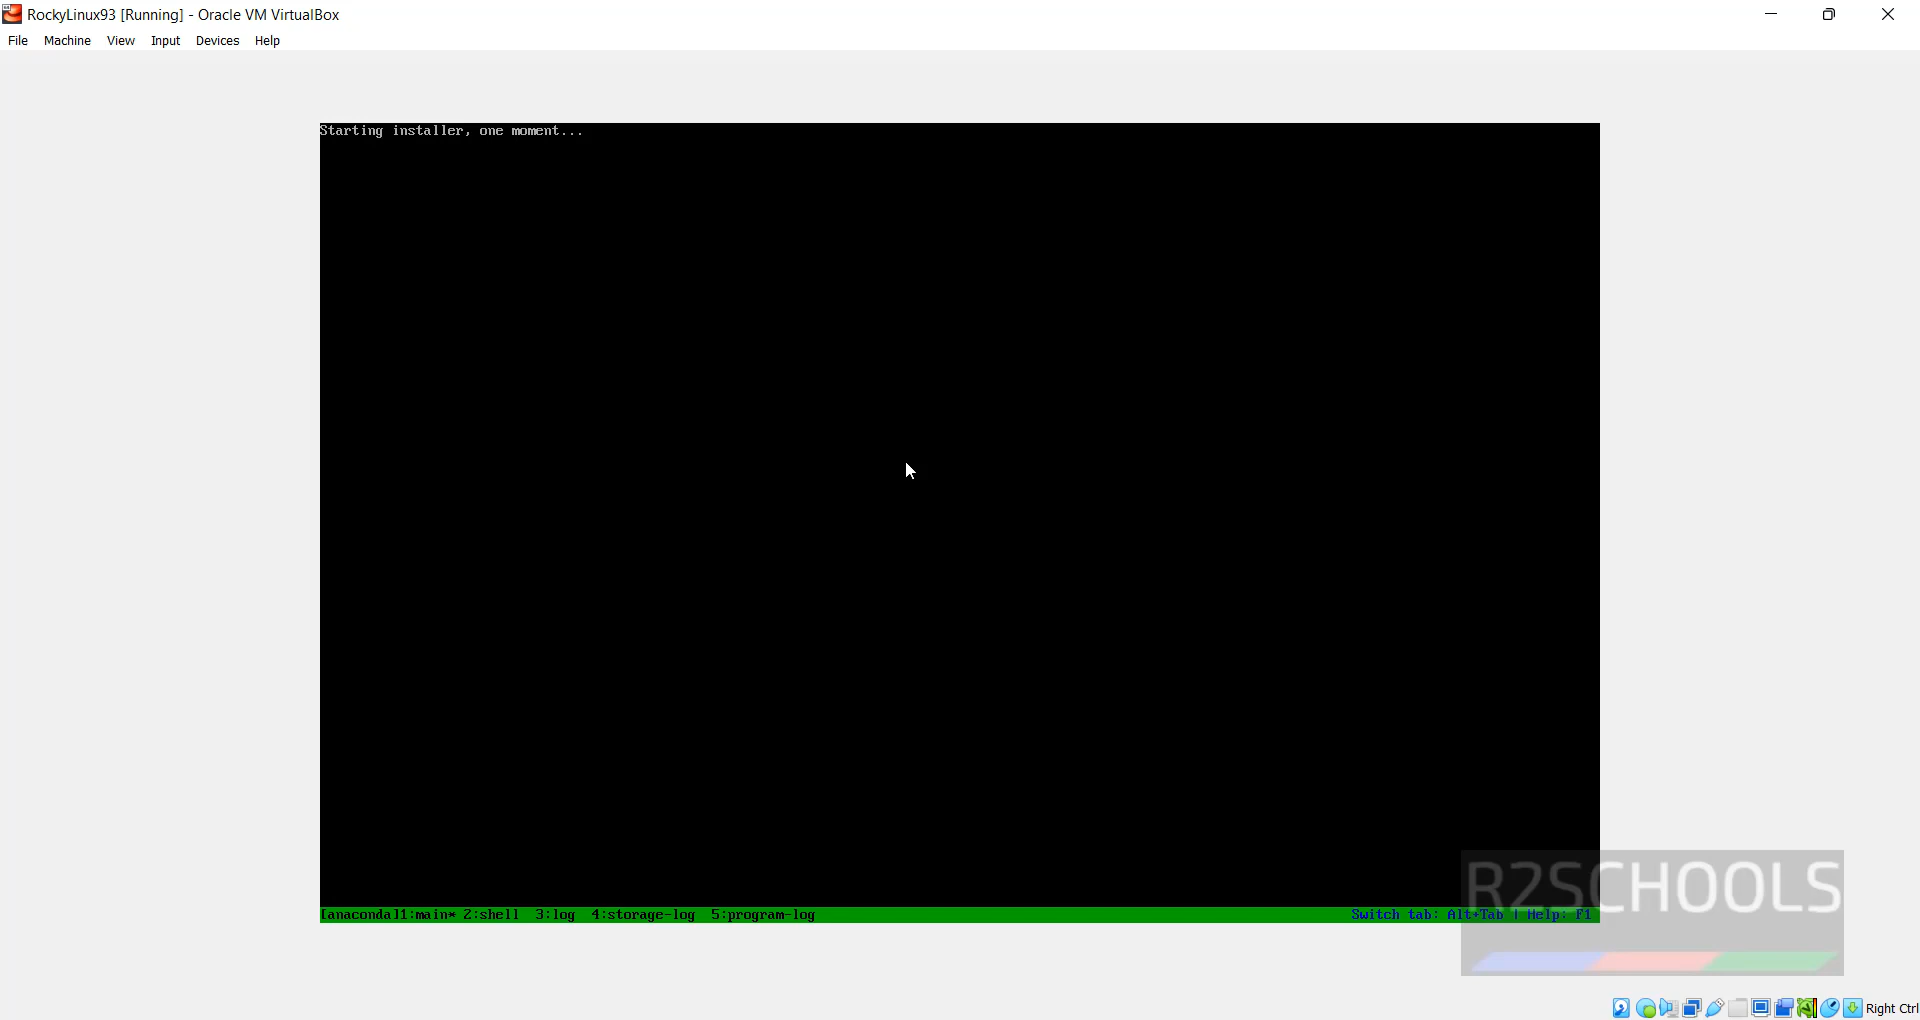 RockyLinux93 [Running] - Oracle VM VirtualBox
File Machine View Input Devices Help
Starting installer, one moment...
[anaconda]1:main* 2:shell 3:log 4:storage-log 5:program-log Switch tab: Alt+Tab | Help: F1
R2SCHOOLS
Right Ctrl